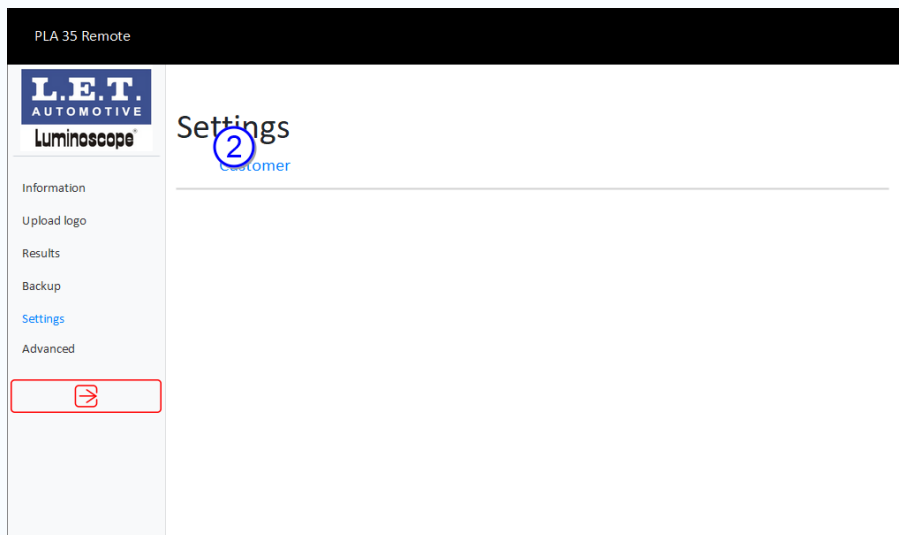 PLA 35 Remote
L.E.T.
AUTOMOTIVE
Luminoscope®
Information
Upload logo
Results
Backup
Settings
Advanced
Settings
2
Customer